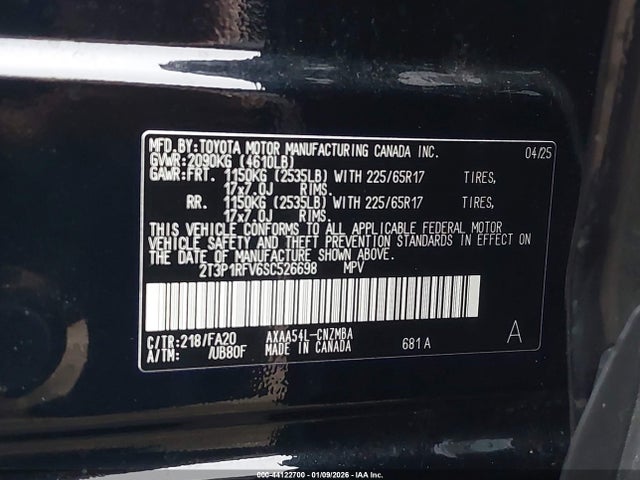 MFD.BY:TOYOTA MOTOR MANUFACTURING CANADA INC. 04/25
GVWR:2090KG (4610LB)
GAWR:FRT. 1150KG (2535LB) WITH 225/65R17 TIRES,
17x7.0J RIMS.
RR. 1150KG (2535LB) WITH 225/65R17 TIRES,
17x7.0J RIMS.
THIS VEHICLE CONFORMS TO ALL APPLICABLE FEDERAL MOTOR
VEHICLE SAFETY AND THEFT PREVENTION STANDARDS IN EFFECT ON
THE DATE OF MANUFACTURE SHOWN ABOVE.
2T3P1RFV6SC526698 MPV
C/TR:218/FA20 AXAA54L-CNZMBA
A/TM: /UB80F MADE IN CANADA 681A A
000-44122700 - 01/09/2026 - IAA Inc.